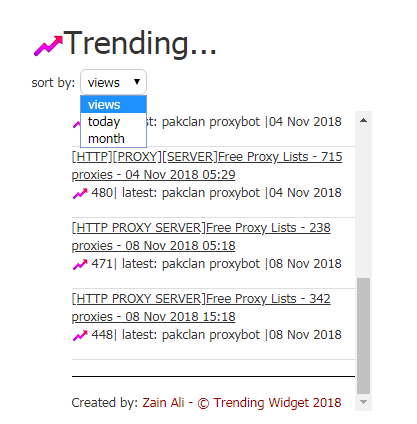 Trending...
sort by: views
views
today
month
t: pakclan proxybot |04 Nov 2018
[HTTP][PROXY][SERVER]Free Proxy Lists - 715
proxies - 04 Nov 2018 05:29
480| latest: pakclan proxybot |04 Nov 2018
[HTTP PROXY SERVER]Free Proxy Lists - 238
proxies - 08 Nov 2018 05:18
471| latest: pakclan proxybot |08 Nov 2018
[HTTP PROXY SERVER]Free Proxy Lists - 342
proxies - 08 Nov 2018 15:18
448| latest: pakclan proxybot |08 Nov 2018
Created by: Zain Ali - © Trending Widget 2018